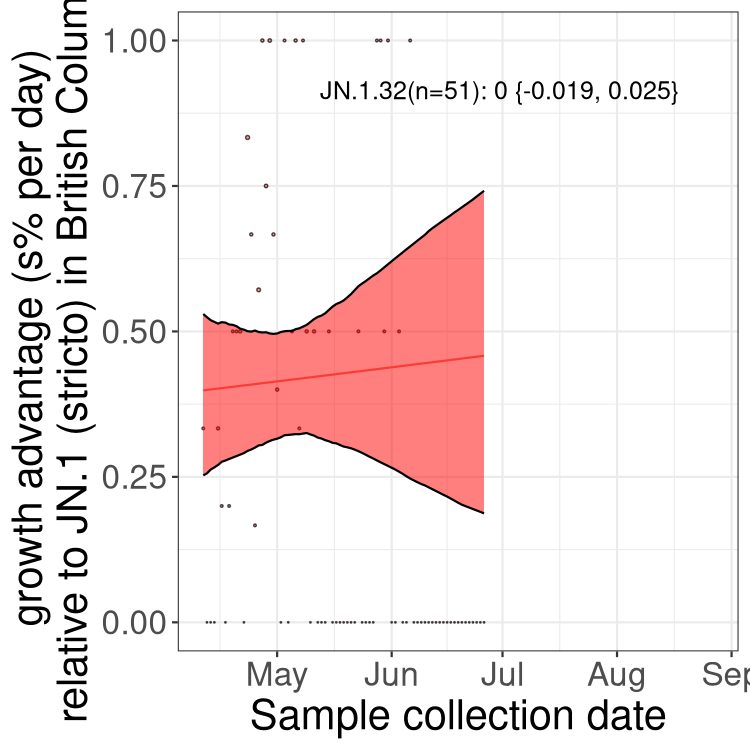 growth advantage (s% per day)
relative to JN.1 (stricto) in British Colum
1.00
0.75
0.50
0.25
0.00
JN.1.32(n=51): 0 {-0.019, 0.025}
May Jun Jul Aug Sep
Sample collection date